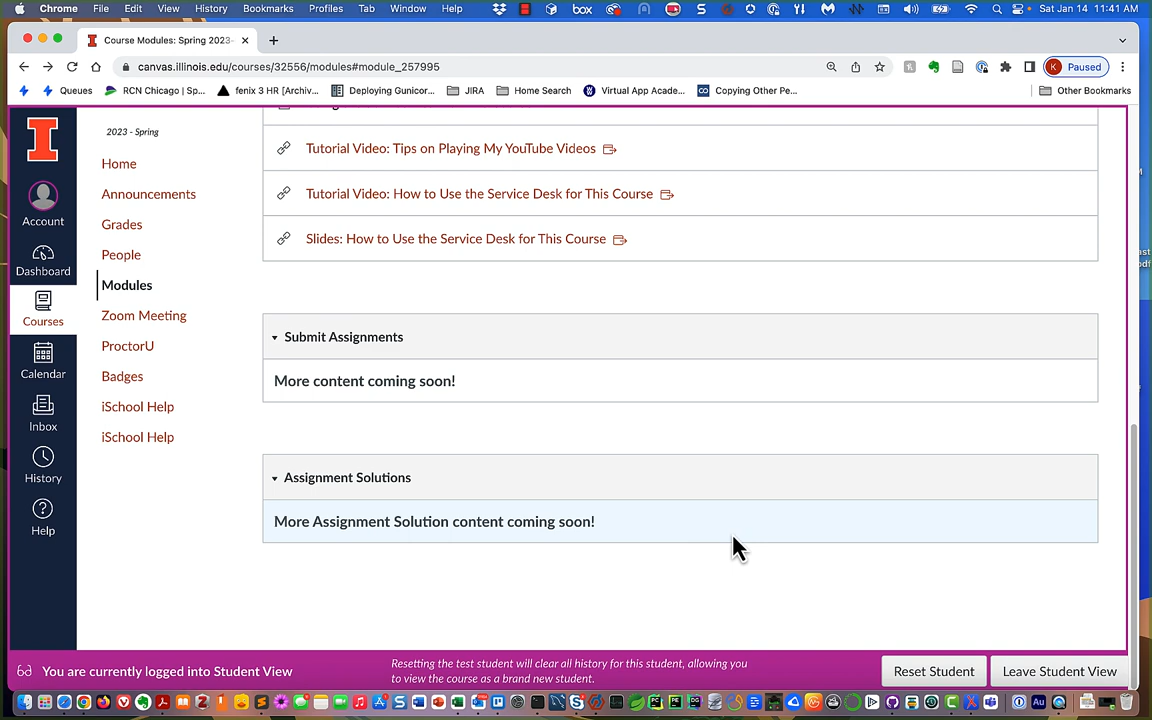 Chrome File Edit View History Bookmarks Profiles Tab Window Help
box
Sat Jan 14 11:41 AM
Course Modules: Spring 2023-
canvas.illinois.edu/courses/32556/modules#module_257995
K Paused
Queues
RCN Chicago | Sp...
fenix 3 HR [Archiv...
Deploying Gunicor...
JIRA
Home Search
Virtual App Acade...
Copying Other Pe...
Other Bookmarks
2023 - Spring
Account
Dashboard
Courses
Calendar
Inbox
History
Help
Home
Announcements
Grades
People
Modules
Zoom Meeting
ProctorU
Badges
iSchool Help
iSchool Help
Tutorial Video: Tips on Playing My YouTube Videos
Tutorial Video: How to Use the Service Desk for This Course
Slides: How to Use the Service Desk for This Course
Submit Assignments
More content coming soon!
Assignment Solutions
More Assignment Solution content coming soon!
You are currently logged into Student View
Resetting the test student will clear all history for this student, allowing you
to view the course as a brand new student.
Reset Student
Leave Student View